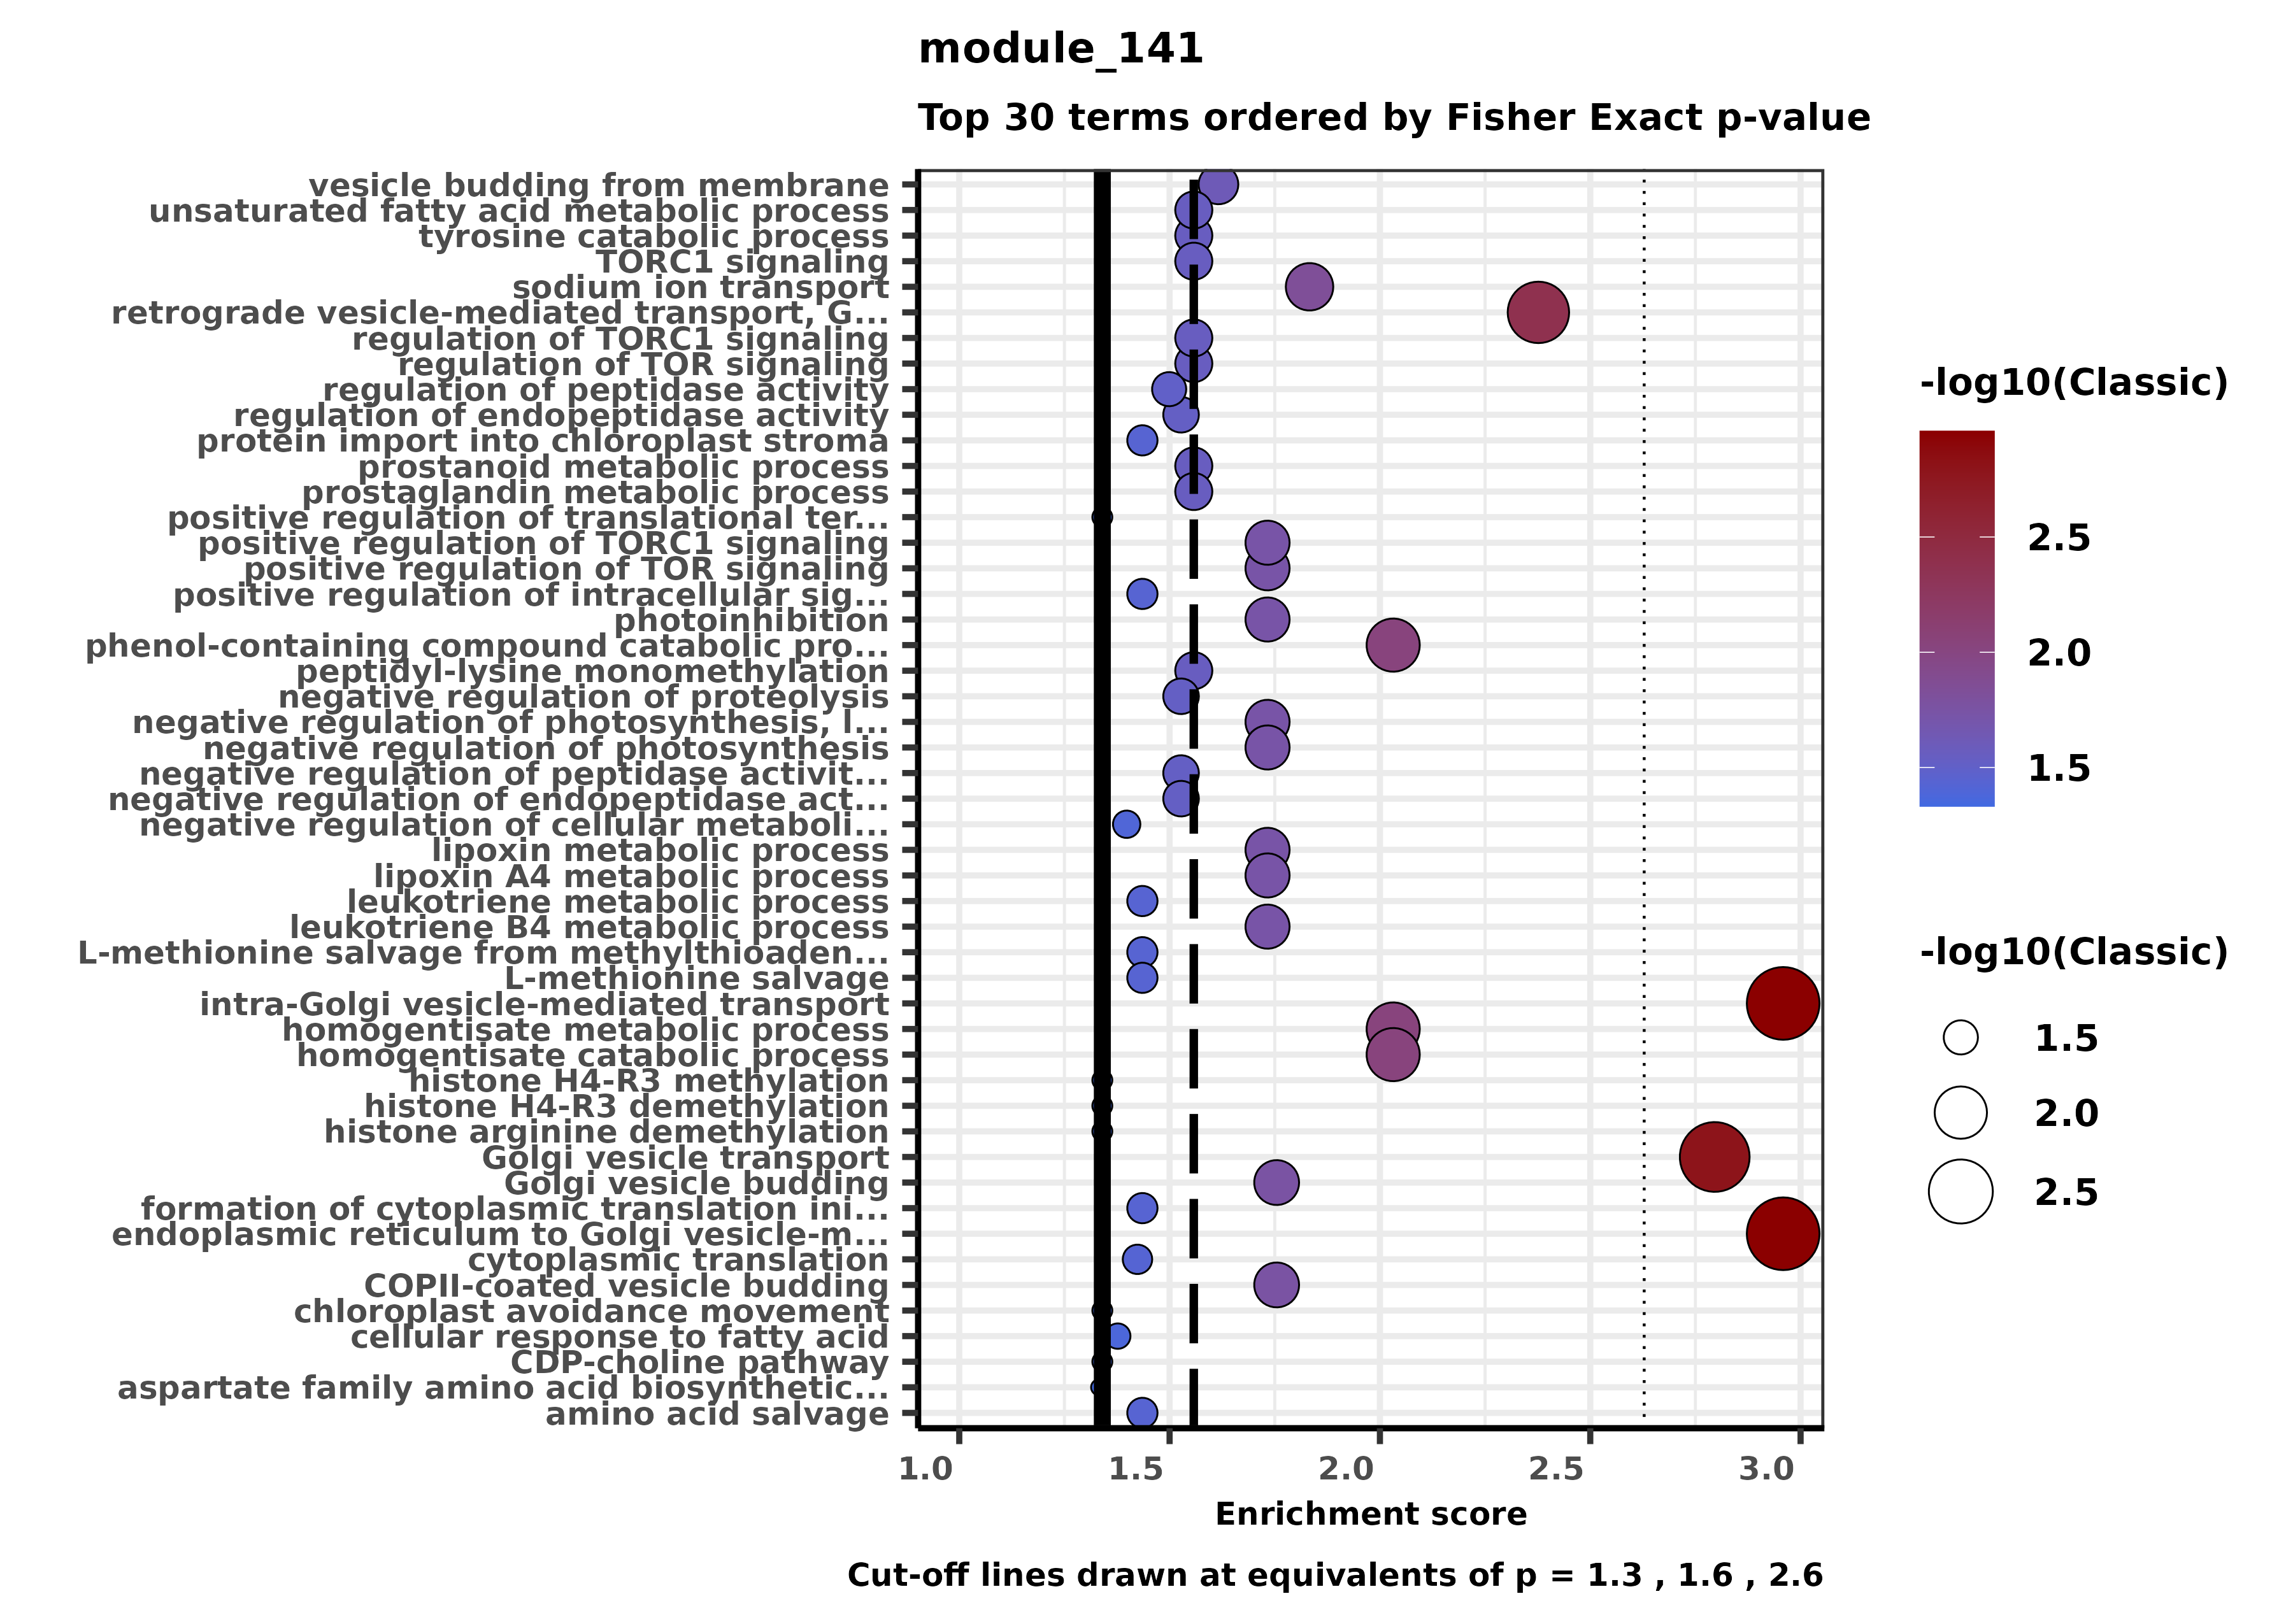 module_141
Top 30 terms ordered by Fisher Exact p-value
vesicle budding from membrane
unsaturated fatty acid metabolic process
tyrosine catabolic process
TORC1 signaling
sodium ion transport
retrograde vesicle-mediated transport, G...
regulation of TORC1 signaling
regulation of TOR signaling
regulation of peptidase activity
regulation of endopeptidase activity
protein import into chloroplast stroma
prostanoid metabolic process
prostaglandin metabolic process
positive regulation of translational ter...
positive regulation of TORC1 signaling
positive regulation of TOR signaling
positive regulation of intracellular sig...
photoinhibition
phenol-containing compound catabolic pro...
peptidyl-lysine monomethylation
negative regulation of proteolysis
negative regulation of photosynthesis, l...
negative regulation of photosynthesis
negative regulation of peptidase activit...
negative regulation of endopeptidase act...
negative regulation of cellular metaboli...
lipoxin metabolic process
lipoxin A4 metabolic process
leukotriene metabolic process
leukotriene B4 metabolic process
L-methionine salvage from methylthioaden...
L-methionine salvage
intra-Golgi vesicle-mediated transport
homogentisate metabolic process
homogentisate catabolic process
histone H4-R3 methylation
histone H4-R3 demethylation
histone arginine demethylation
Golgi vesicle transport
Golgi vesicle budding
formation of cytoplasmic translation ini...
endoplasmic reticulum to Golgi vesicle-m...
cytoplasmic translation
COPII-coated vesicle budding
chloroplast avoidance movement
cellular response to fatty acid
CDP-choline pathway
aspartate family amino acid biosynthetic...
amino acid salvage
1.0 1.5 2.0 2.5 3.0
Enrichment score
Cut-off lines drawn at equivalents of p = 1.3 , 1.6 , 2.6
-log10(Classic)
2.5
2.0
1.5
-log10(Classic)
1.5
2.0
2.5